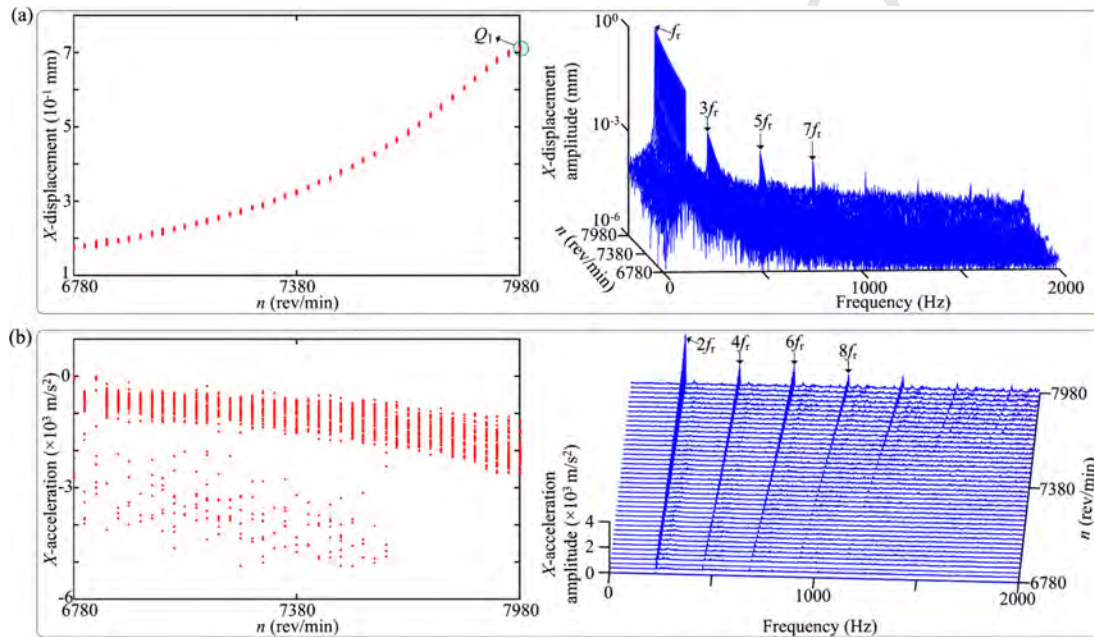 (a)
X-displacement (10⁻¹ mm)
7
5
3
1
Q₁
6780
7380
7980
n (rev/min)
X-displacement
amplitude (mm)
10⁰
10⁻³
10⁻⁶
fᵣ
3fᵣ
5fᵣ
7fᵣ
7980
7380
6780
n (rev/min)
0
1000
2000
Frequency (Hz)
(b)
X-acceleration (×10³ m/s²)
0
-3
-6
6780
7380
7980
n (rev/min)
X-acceleration
amplitude (×10³ m/s²)
4
2
0
2fᵣ
4fᵣ
6fᵣ
8fᵣ
7980
7380
6780
n (rev/min)
0
1000
2000
Frequency (Hz)